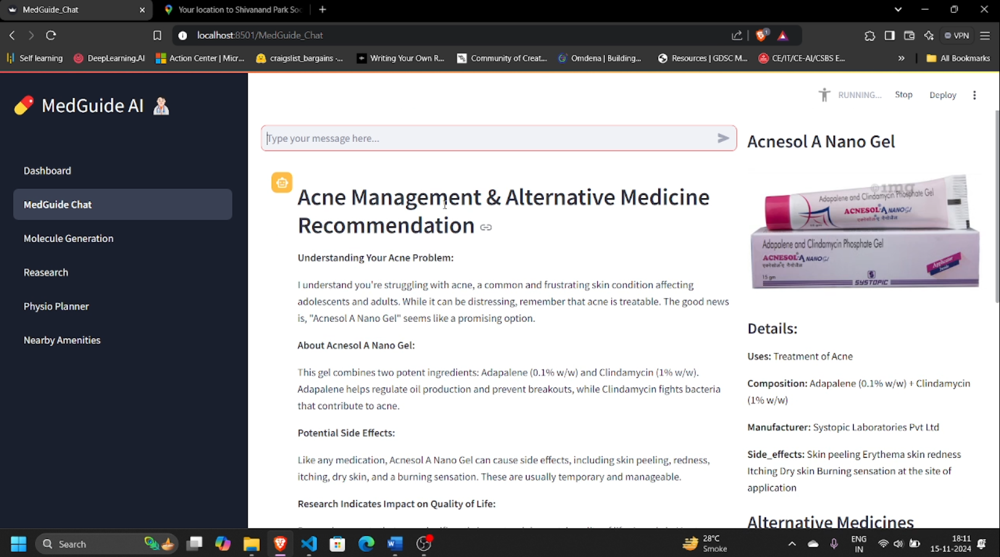 MedGuide_Chat
Your location to Shivanand Park Soc
localhost:8501/MedGuide_Chat
1
VPN
Self learning
DeepLearning.AI
Action Center | Micr...
craigslist_bargains -...
Writing Your Own R...
Community of Creat...
Omdena | Building...
Resources | GDSC M...
CE/IT/CE-AI/CSBS E...
»
All Bookmarks
MedGuide AI
RUNNING...
Stop
Deploy
Dashboard
MedGuide Chat
Molecule Generation
Reasearch
Physio Planner
Nearby Amenities
Type your message here...
Acne Management & Alternative Medicine
Recommendation
Understanding Your Acne Problem:
I understand you're struggling with acne, a common and frustrating skin condition affecting
adolescents and adults. While it can be distressing, remember that acne is treatable. The good news
is, "Acnesol A Nano Gel" seems like a promising option.
About Acnesol A Nano Gel:
This gel combines two potent ingredients: Adapalene (0.1% w/w) and Clindamycin (1% w/w).
Adapalene helps regulate oil production and prevent breakouts, while Clindamycin fights bacteria
that contribute to acne.
Potential Side Effects:
Like any medication, Acnesol A Nano Gel can cause side effects, including skin peeling, redness,
itching, dry skin, and a burning sensation. These are usually temporary and manageable.
Research Indicates Impact on Quality of Life:
Acnesol A Nano Gel
1mg
Adapalene and Clindamycin Phosphate Gel
ACNESOL-A NANO Gel
एक्नेसोल-ए नैनोजैल
Adapalene and Clindamycin Phosphate Gel
ACNESOL-A NANO Gel
एक्नेसोल-ए नैनोजैल
Applicator
Inside
15 gm
SYSTOPIC
Details:
Uses: Treatment of Acne
Composition: Adapalene (0.1% w/w) + Clindamycin
(1% w/w)
Manufacturer: Systopic Laboratories Pvt Ltd
Side_effects: Skin peeling Erythema skin redness
Itching Dry skin Burning sensation at the site of
application
Alternative Medicines
Search
28°C
Smoke
ENG
IN
18:11
15-11-2024